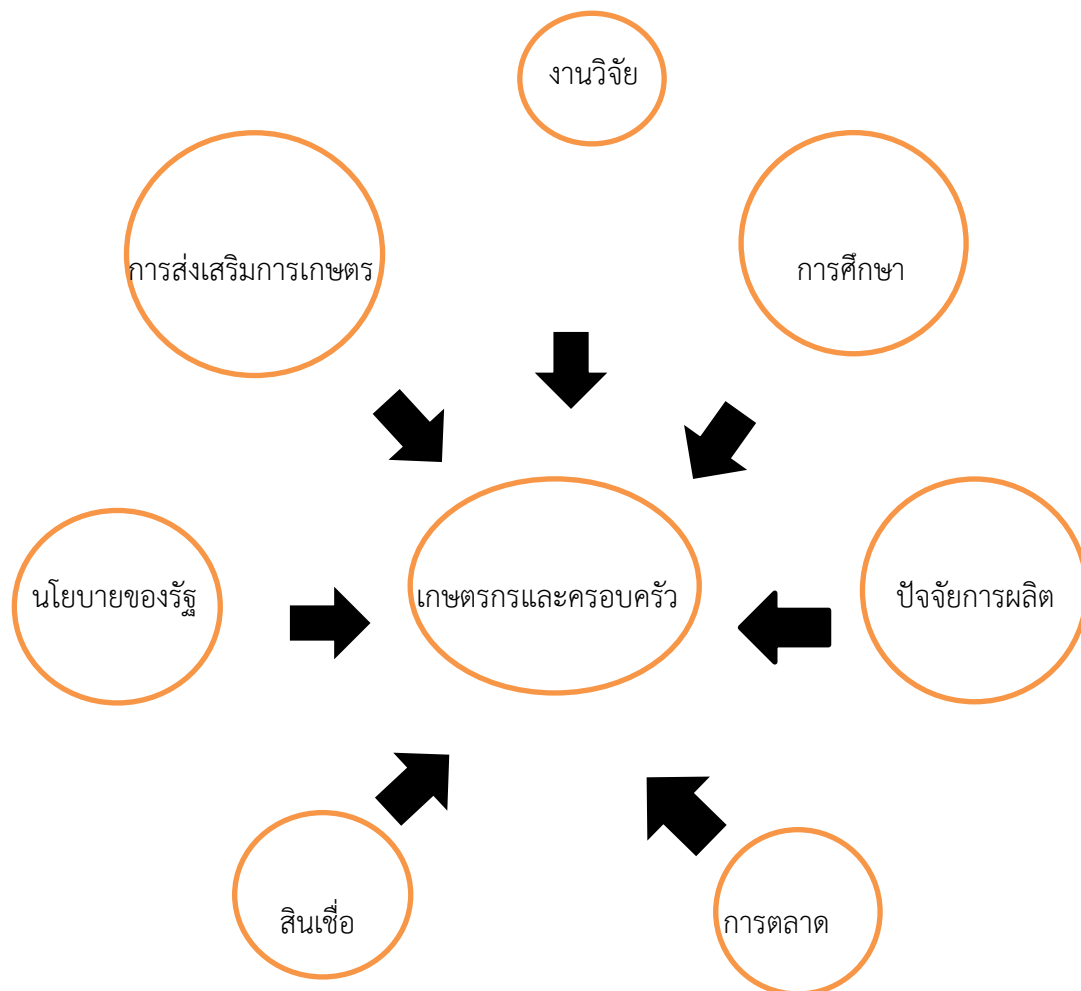 งานวิจัย
การส่งเสริมการเกษตร
การศึกษา
นโยบายของรัฐ
เกษตรกรและครอบครัว
ปัจจัยการผลิต
สินเชื่อ
การตลาด